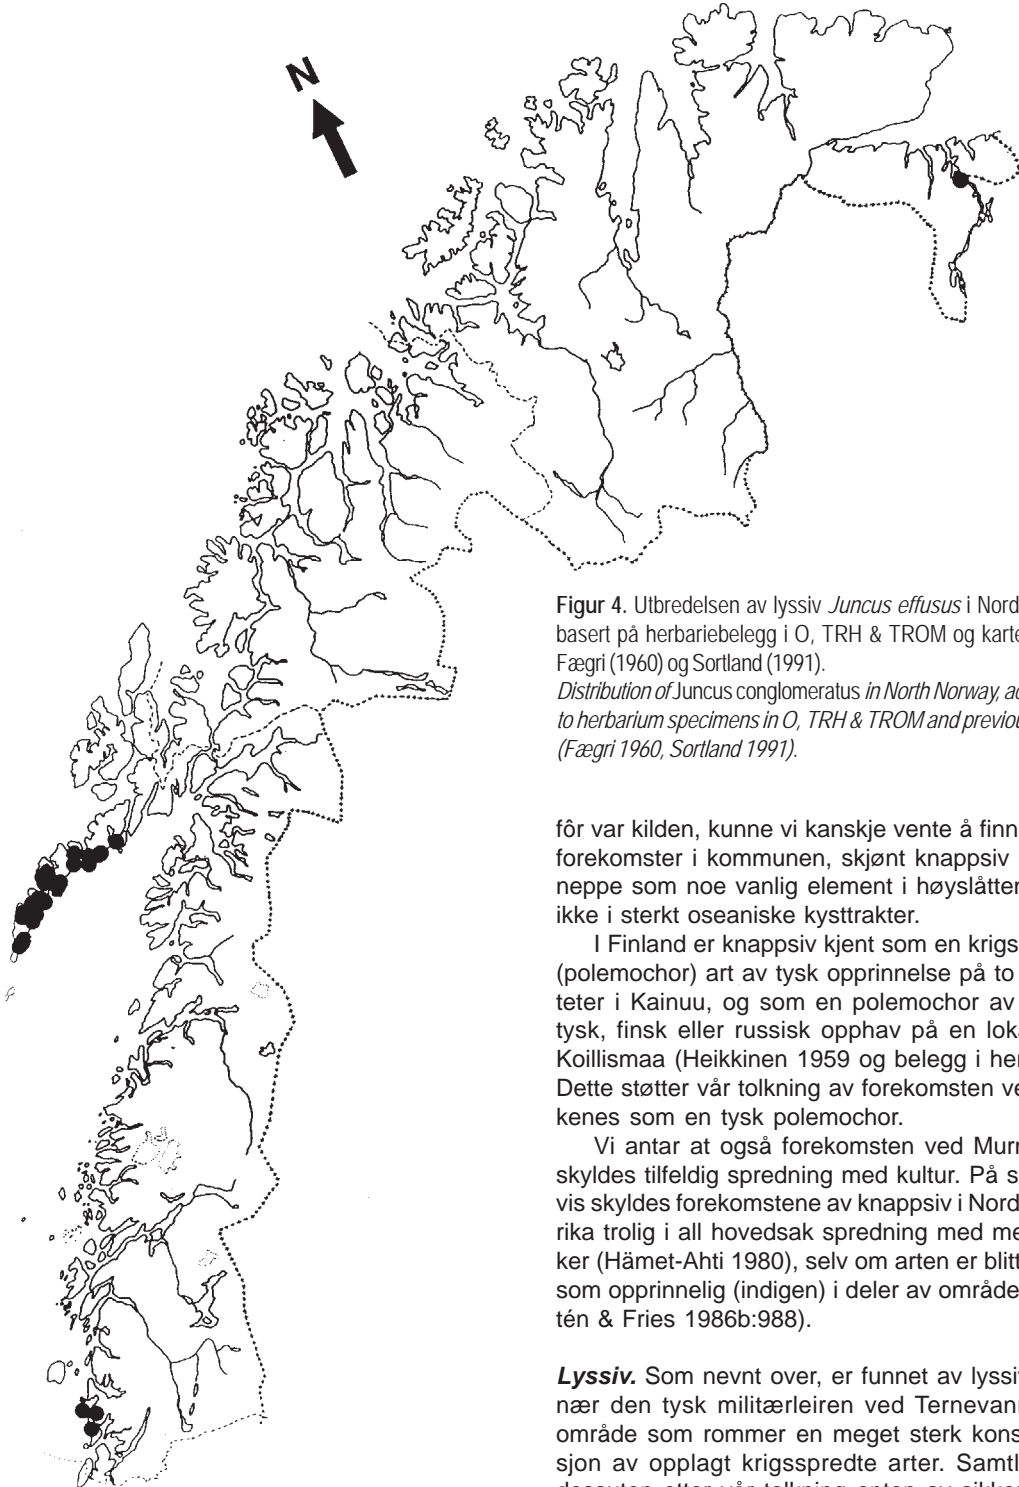 N
Figur 4. Utbredelsen av lyssiv Juncus effusus i Nord
basert på herbariebelegg i O, TRH & TROM og karte
Fægri (1960) og Sortland (1991).
Distribution of Juncus conglomeratus in North Norway, ac
to herbarium specimens in O, TRH & TROM and previou
(Fægri 1960, Sortland 1991).
fôr var kilden, kunne vi kanskje vente å finn
forekomster i kommunen, skjønt knappsiv
neppe som noe vanlig element i høyslåtter
ikke i sterkt oseaniske kysttrakter.
I Finland er knappsiv kjent som en krigs
(polemochor) art av tysk opprinnelse på to
teter i Kainuu, og som en polemochor av
tysk, finsk eller russisk opphav på en loka
Koillismaa (Heikkinen 1959 og belegg i her
Dette støtter vår tolkning av forekomsten ve
kenes som en tysk polemochor.
Vi antar at også forekomsten ved Murr
skyldes tilfeldig spredning med kultur. På s
vis skyldes forekomstene av knappsiv i Nord
rika trolig i all hovedsak spredning med me
ker (Hämet-Ahti 1980), selv om arten er blitt
som opprinnelig (indigen) i deler av område
tén & Fries 1986b:988).
Lyssiv. Som nevnt over, er funnet av lyssiv
nær den tysk militærleiren ved Ternevann
område som rommer en meget sterk kons
sjon av opplagt krigsspredte arter. Samtl